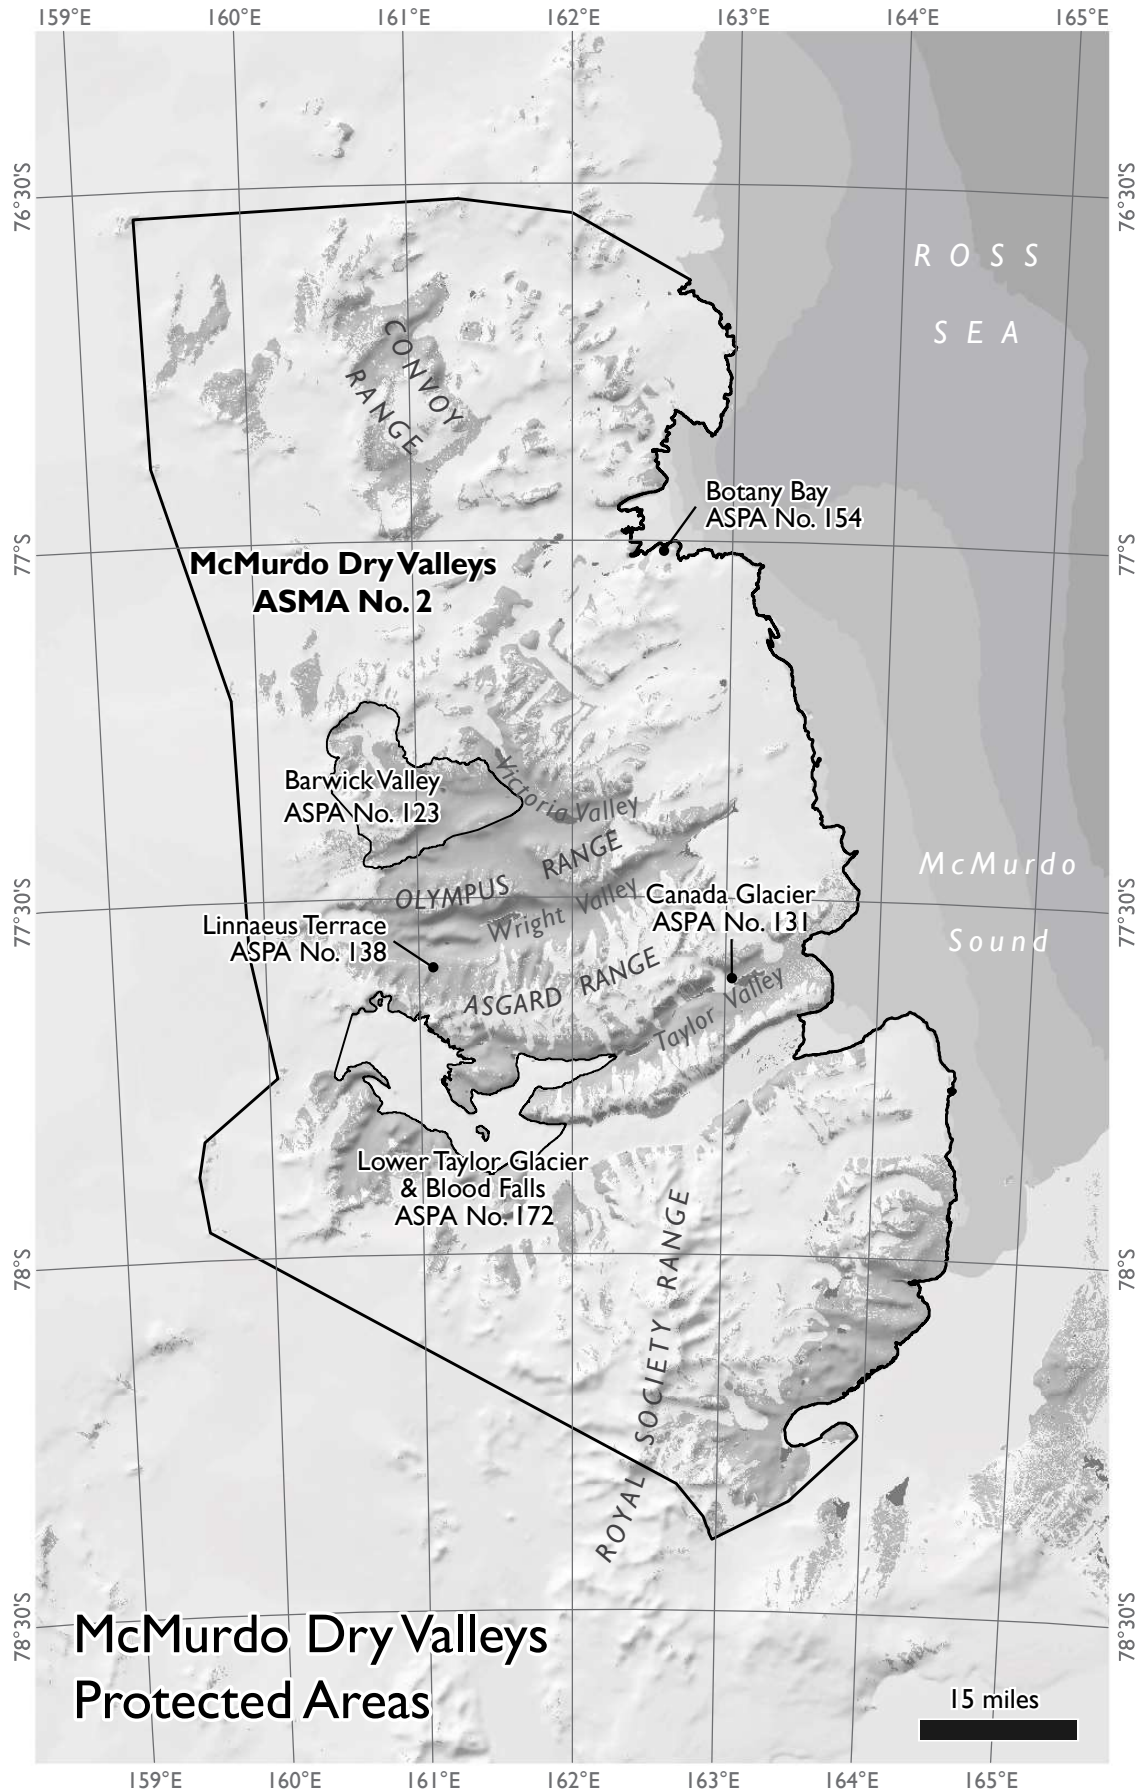 159°E 160°E 161°E 162°E 163°E 164°E 165°E
76°30'S
76°30'S
ROSS
SEA
CONVOY
RANGE
Botany Bay
ASPA No. 154
77°S
77°S
McMurdo Dry Valleys
ASMA No. 2
Barwick Valley
ASPA No. 123
Victoria Valley
OLYMPUS RANGE
McMurdo
Sound
Wright Valley
Canada Glacier
ASPA No. 131
77°30'S
77°30'S
Linnaeus Terrace
ASPA No. 138
ASGARD RANGE
Taylor Valley
Lower Taylor Glacier
& Blood Falls
ASPA No. 172
78°S
78°S
ROYAL SOCIETY RANGE
78°30'S
78°30'S
McMurdo Dry Valleys
Protected Areas
15 miles
159°E 160°E 161°E 162°E 163°E 164°E 165°E